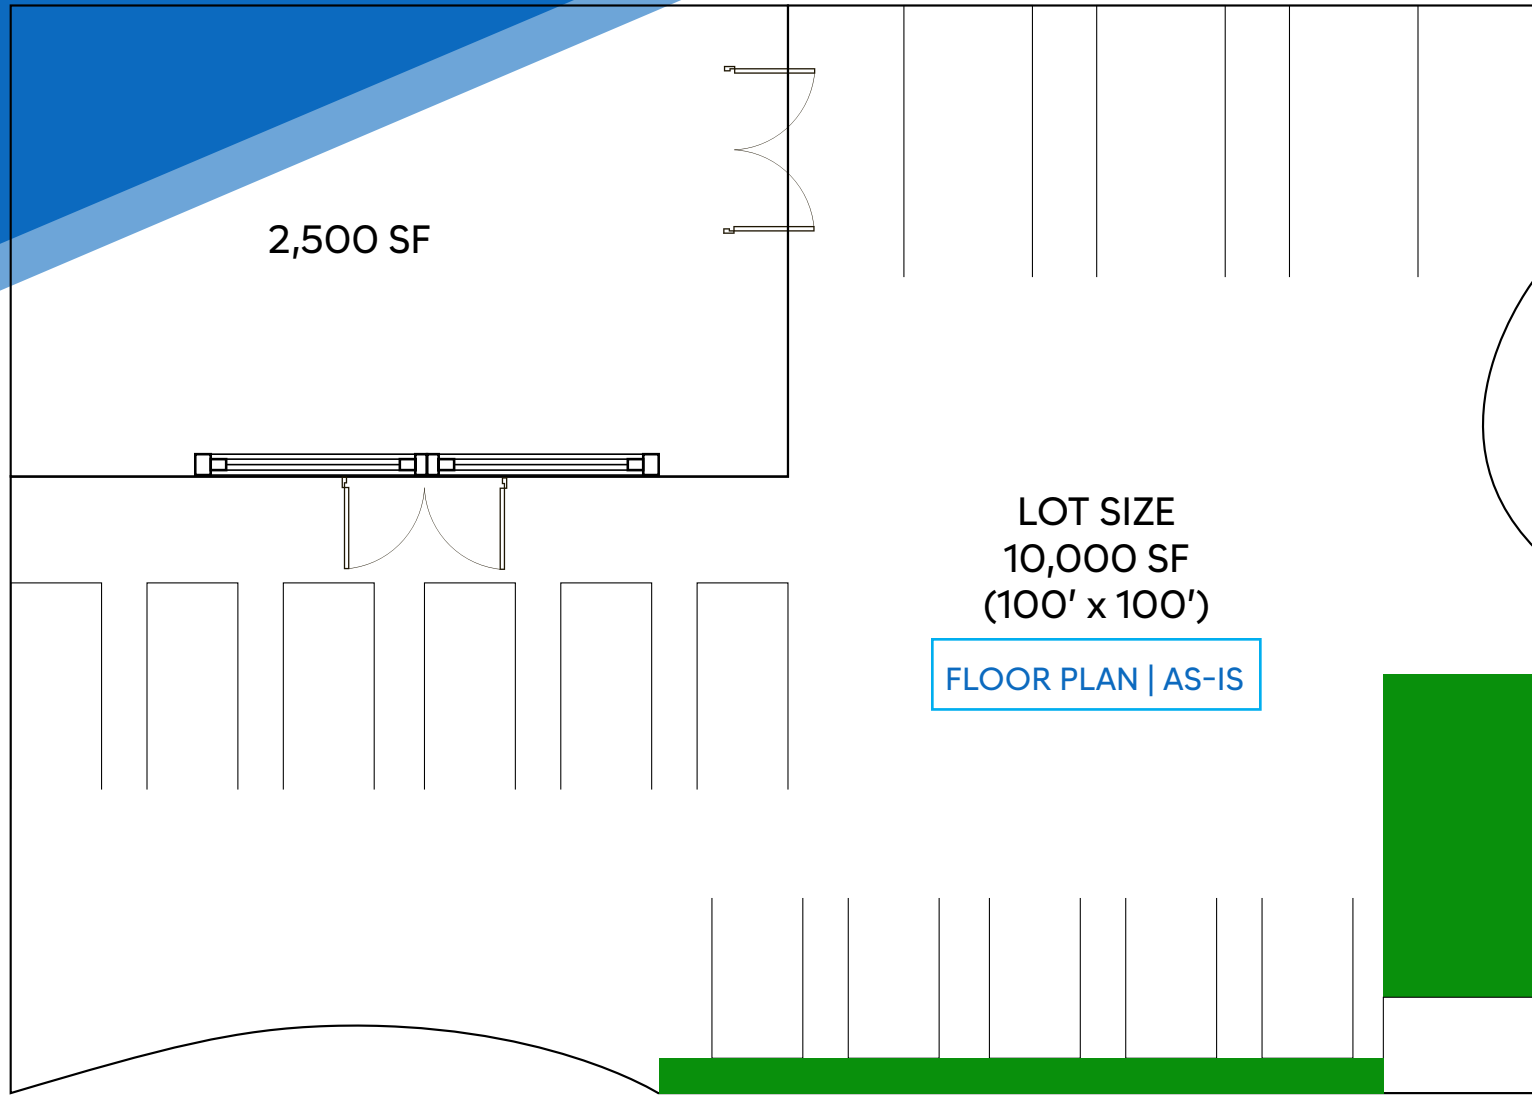 2,500 SF
LOT SIZE
10,000 SF
(100' x 100')
FLOOR PLAN | AS-IS